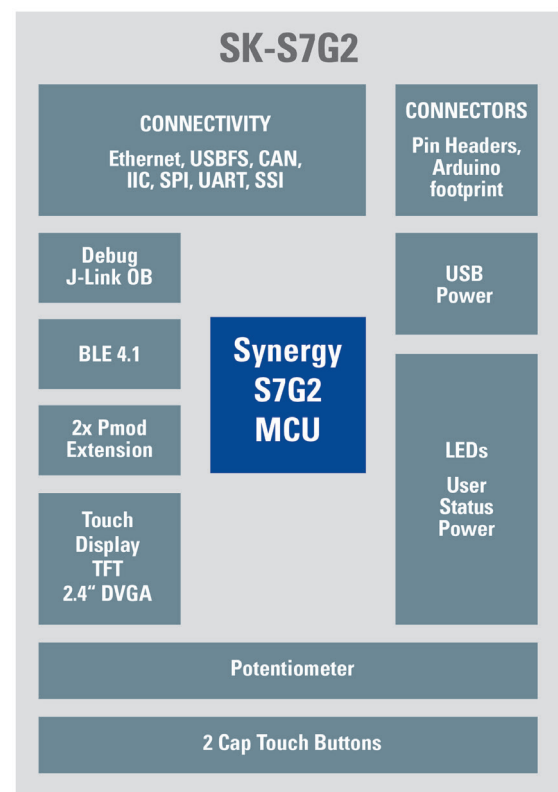 SK-S7G2
CONNECTIVITY
Ethernet, USBFS, CAN,
IIC, SPI, UART, SSI
CONNECTORS
Pin Headers,
Arduino
footprint
Debug
J-Link OB
USB
Power
BLE 4.1
Synergy
S7G2
MCU
2x Pmod
Extension
LEDs
User
Status
Power
Touch
Display
TFT
2.4“ DVGA
Potentiometer
2 Cap Touch Buttons